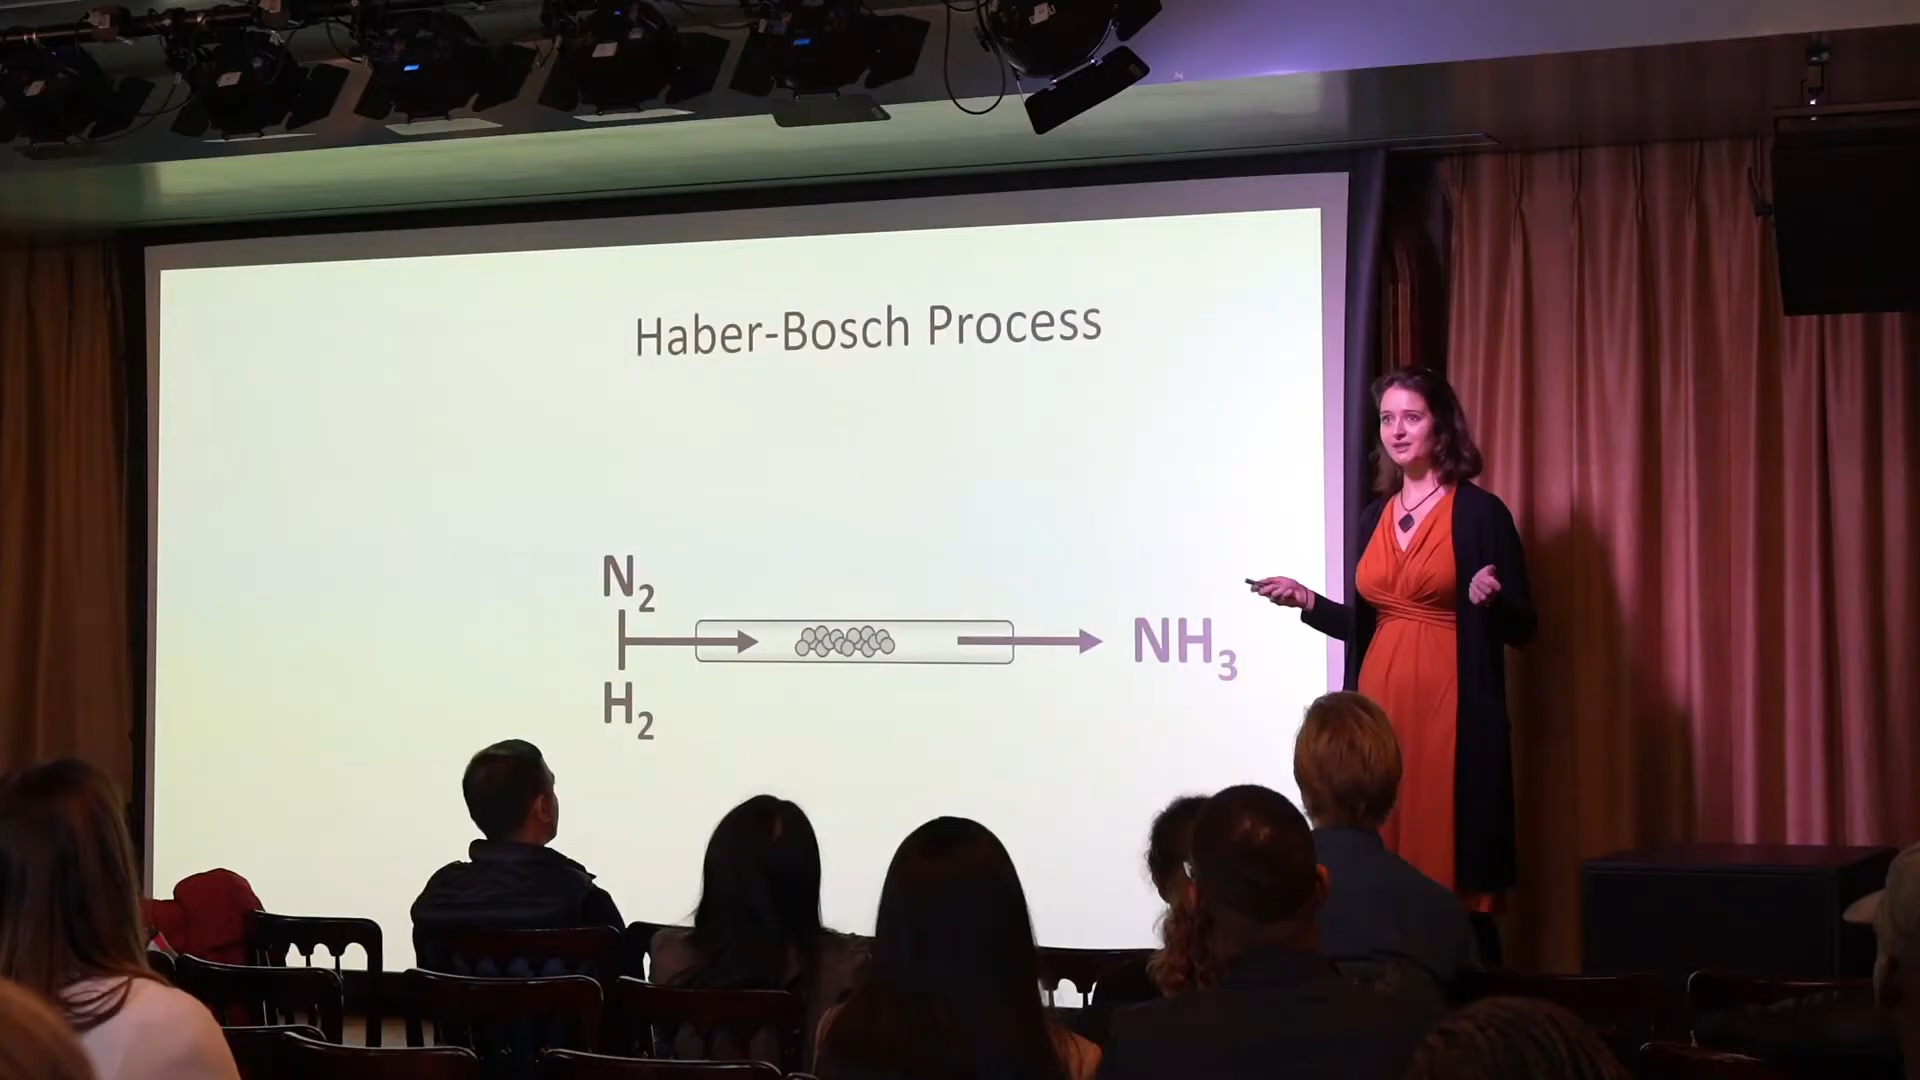 Haber-Bosch Process
N₂
H₂
NH₃